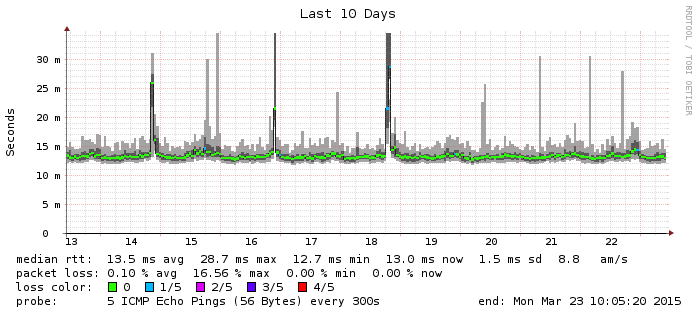 Last 10 Days
RRDTOOL / TOBI OETIKER
Seconds
30 m
25 m
20 m
15 m
10 m
5 m
0
13 14 15 16 17 18 19 20 21 22
median rtt: 13.5 ms avg 28.7 ms max 12.7 ms min 13.0 ms now 1.5 ms sd 8.8 am/s
packet loss: 0.10 % avg 16.56 % max 0.00 % min 0.00 % now
loss color: 0 1/5 2/5 3/5 4/5
probe: 5 ICMP Echo Pings (56 Bytes) every 300s end: Mon Mar 23 10:05:20 2015